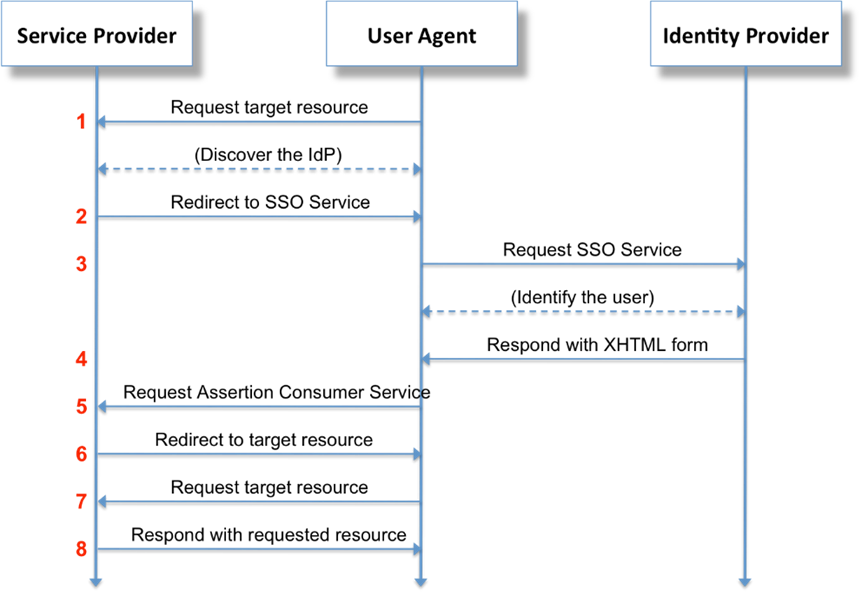 Service Provider
User Agent
Identity Provider
Request target resource
1
(Discover the IdP)
Redirect to SSO Service
2
Request SSO Service
3
(Identify the user)
Respond with XHTML form
4
Request Assertion Consumer Service
5
Redirect to target resource
6
Request target resource
7
Respond with requested resource
8